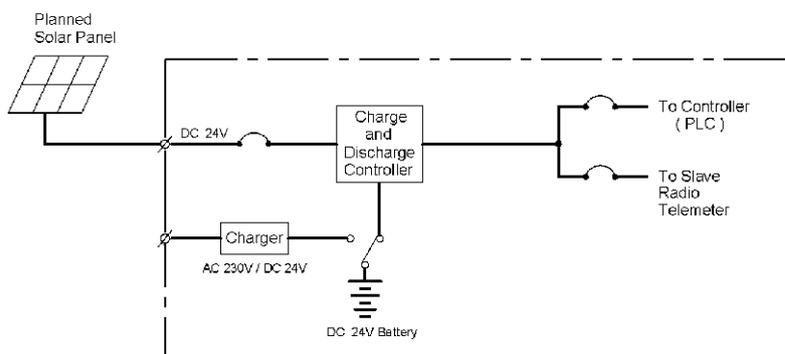 Planned
Solar Panel
DC 24V
Charge
and
Discharge
Controller
To Controller
( PLC )
To Slave
Radio
Telemeter
Charger
AC 230V / DC 24V
DC 24V Battery